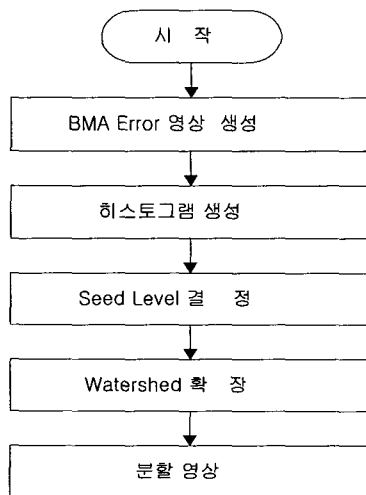 시 작
BMA Error 영상 생성
히스토그램 생성
Seed Level 결 정
Watershed 확 장
분할 영상